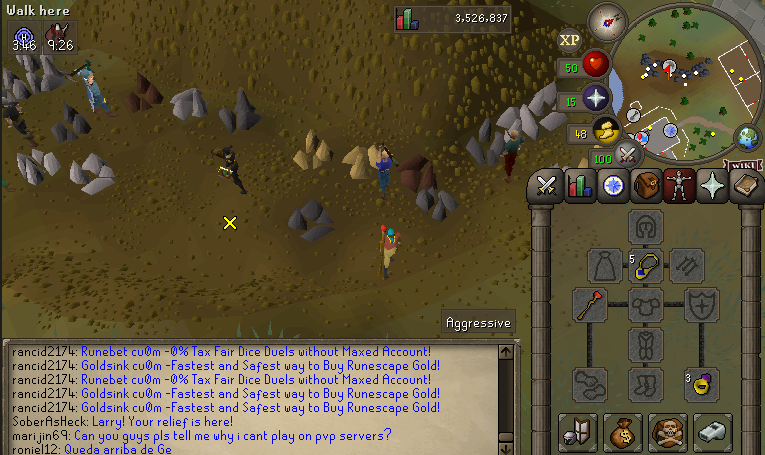 Walk here
3,526,837
3:46 9:26
XP
50
15
48
100
WIKI
5
3
Aggressive
rancid2174: Runebet cu0m -0% Tax Fair Dice Duels without Maxed Account!
rancid2174: Goldsink cu0m -Fastest and Safest way to Buy Runescape Gold!
rancid2174: Runebet cu0m -0% Tax Fair Dice Duels without Maxed Account!
rancid2174: Goldsink cu0m -Fastest and Safest way to Buy Runescape Gold!
rancid2174: Goldsink cu0m -Fastest and Safest way to Buy Runescape Gold!
SoberAsHeck: Larry! Your relief is here!
marijin69: Can you guys pls tell me why i cant play on pvp servers?
roniel12: Queda arriba de Ge